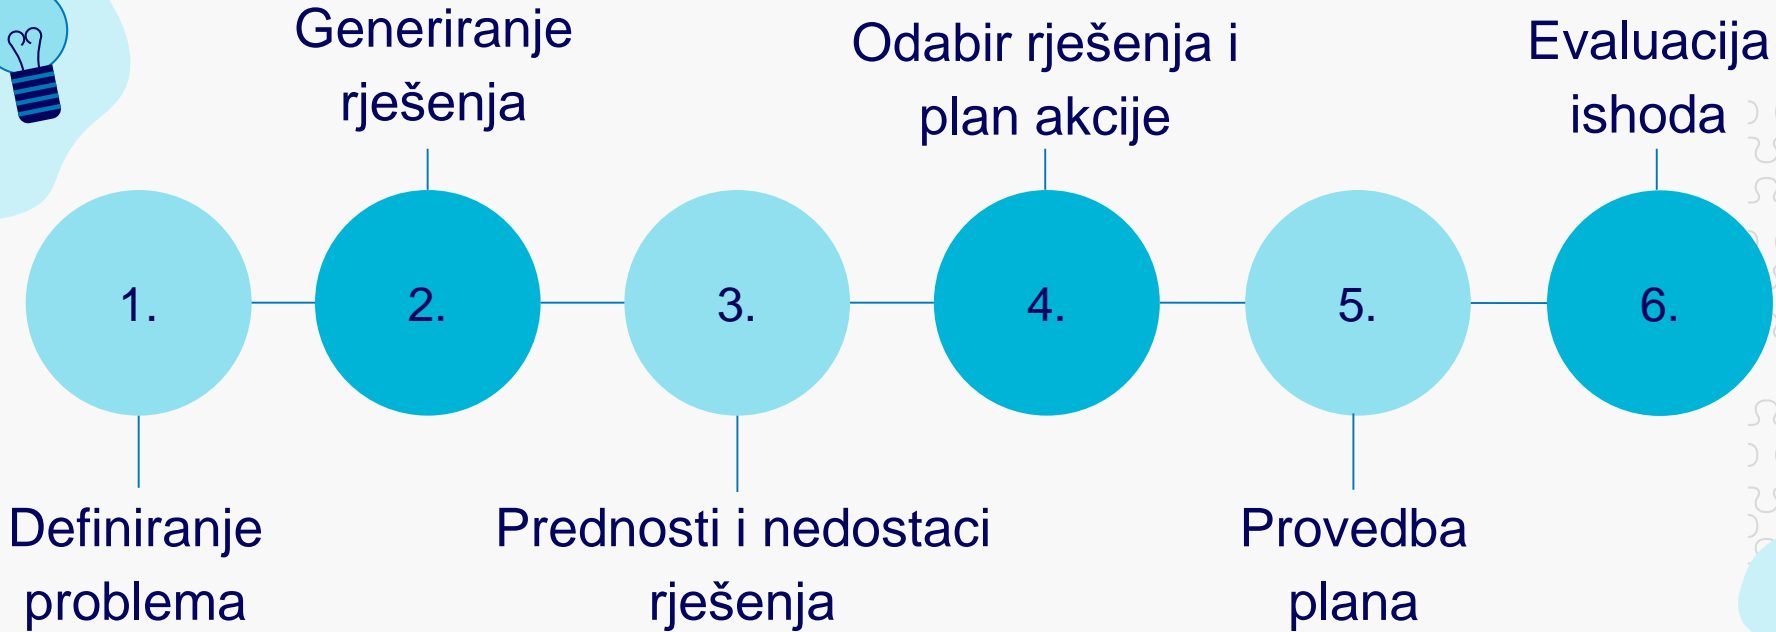 Generiranje
rješenja
Odabir rješenja i
plan akcije
Evaluacija
ishoda
1.
2.
3.
4.
5.
6.
Definiranje
problema
Prednosti i nedostaci
rješenja
Provedba
plana